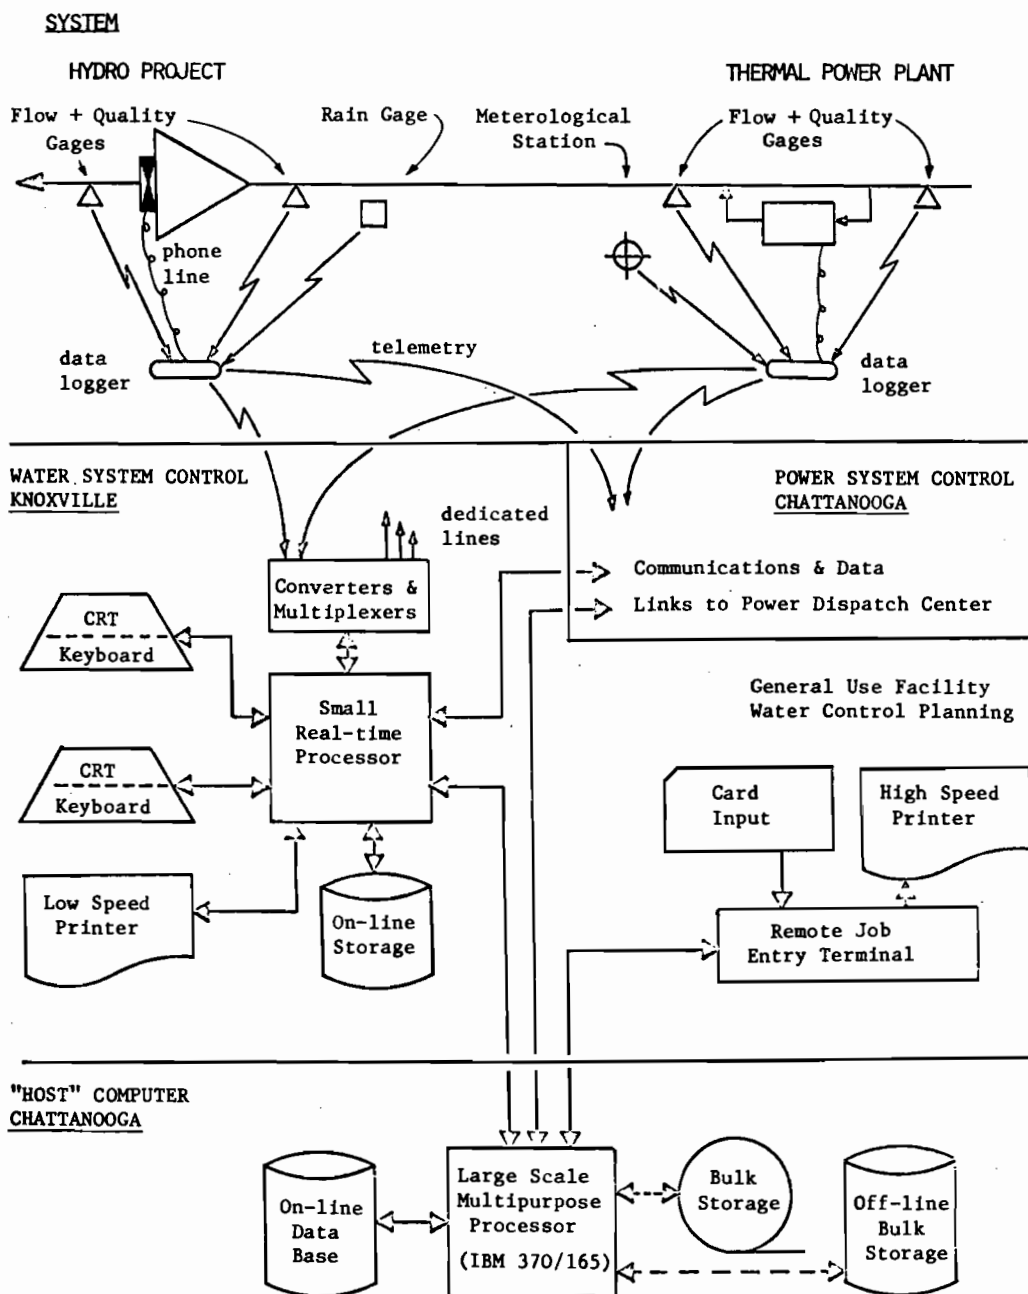 SYSTEM
HYDRO PROJECT
THERMAL POWER PLANT
Flow + Quality
Gages
Rain Gage
Meterological
Station
Flow + Quality
Gages
phone
line
data
logger
telemetry
data
logger
WATER SYSTEM CONTROL
KNOXVILLE
POWER SYSTEM CONTROL
CHATTANOOGA
dedicated
lines
Converters &
Multiplexers
Communications & Data
Links to Power Dispatch Center
CRT
Keyboard
Small
Real-time
Processor
General Use Facility
Water Control Planning
CRT
Keyboard
Card
Input
High Speed
Printer
Low Speed
Printer
On-line
Storage
Remote Job
Entry Terminal
"HOST" COMPUTER
CHATTANOOGA
On-line
Data
Base
Large Scale
Multipurpose
Processor
(IBM 370/165)
Bulk
Storage
Off-line
Bulk
Storage